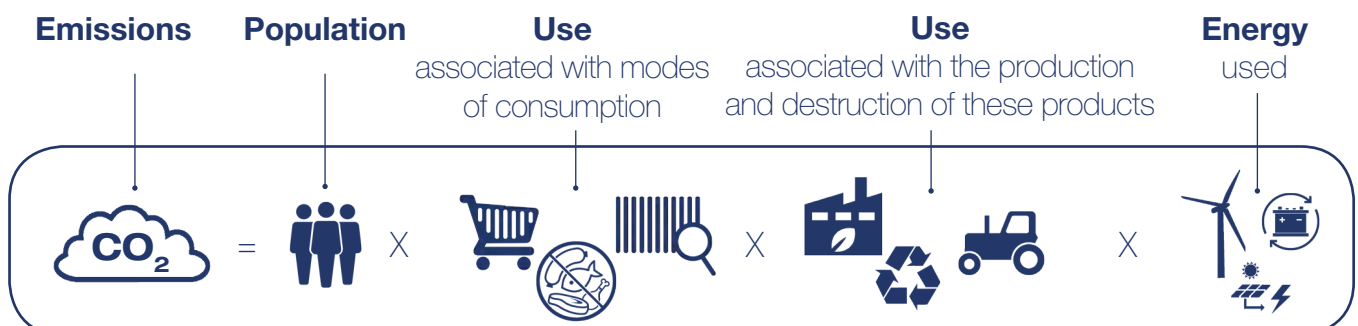 Emissions
Population
Use
associated with modes
of consumption
Use
associated with the production
and destruction of these products
Energy
used
CO2
=
X
X
X